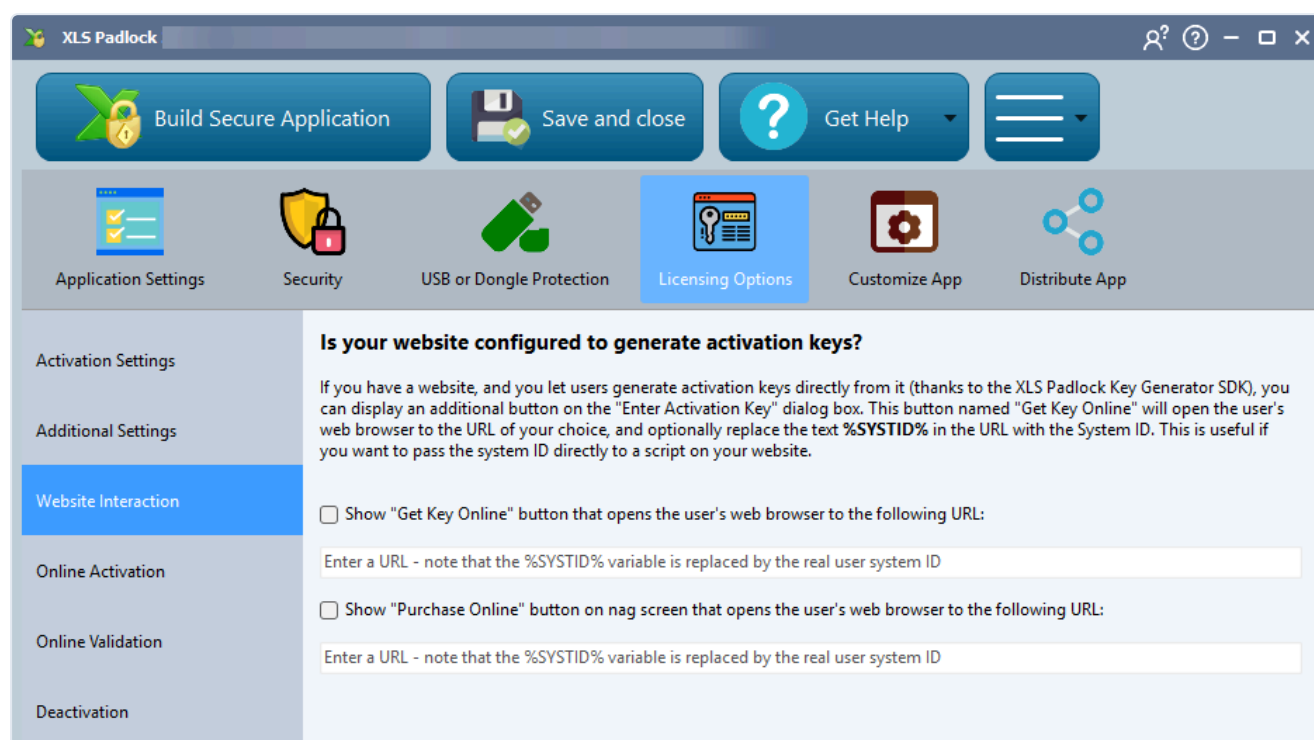 XLS Padlock
Build Secure Application
Save and close
Get Help
Application Settings
Security
USB or Dongle Protection
Licensing Options
Customize App
Distribute App
Activation Settings
Additional Settings
Website Interaction
Online Activation
Online Validation
Deactivation
Is your website configured to generate activation keys?
If you have a website, and you let users generate activation keys directly from it (thanks to the XLS Padlock Key Generator SDK), you
can display an additional button on the "Enter Activation Key" dialog box. This button named "Get Key Online" will open the user's
web browser to the URL of your choice, and optionally replace the text %SYSTID% in the URL with the System ID. This is useful if
you want to pass the system ID directly to a script on your website.
Show "Get Key Online" button that opens the user's web browser to the following URL:
Enter a URL - note that the %SYSTID% variable is replaced by the real user system ID
Show "Purchase Online" button on nag screen that opens the user's web browser to the following URL:
Enter a URL - note that the %SYSTID% variable is replaced by the real user system ID